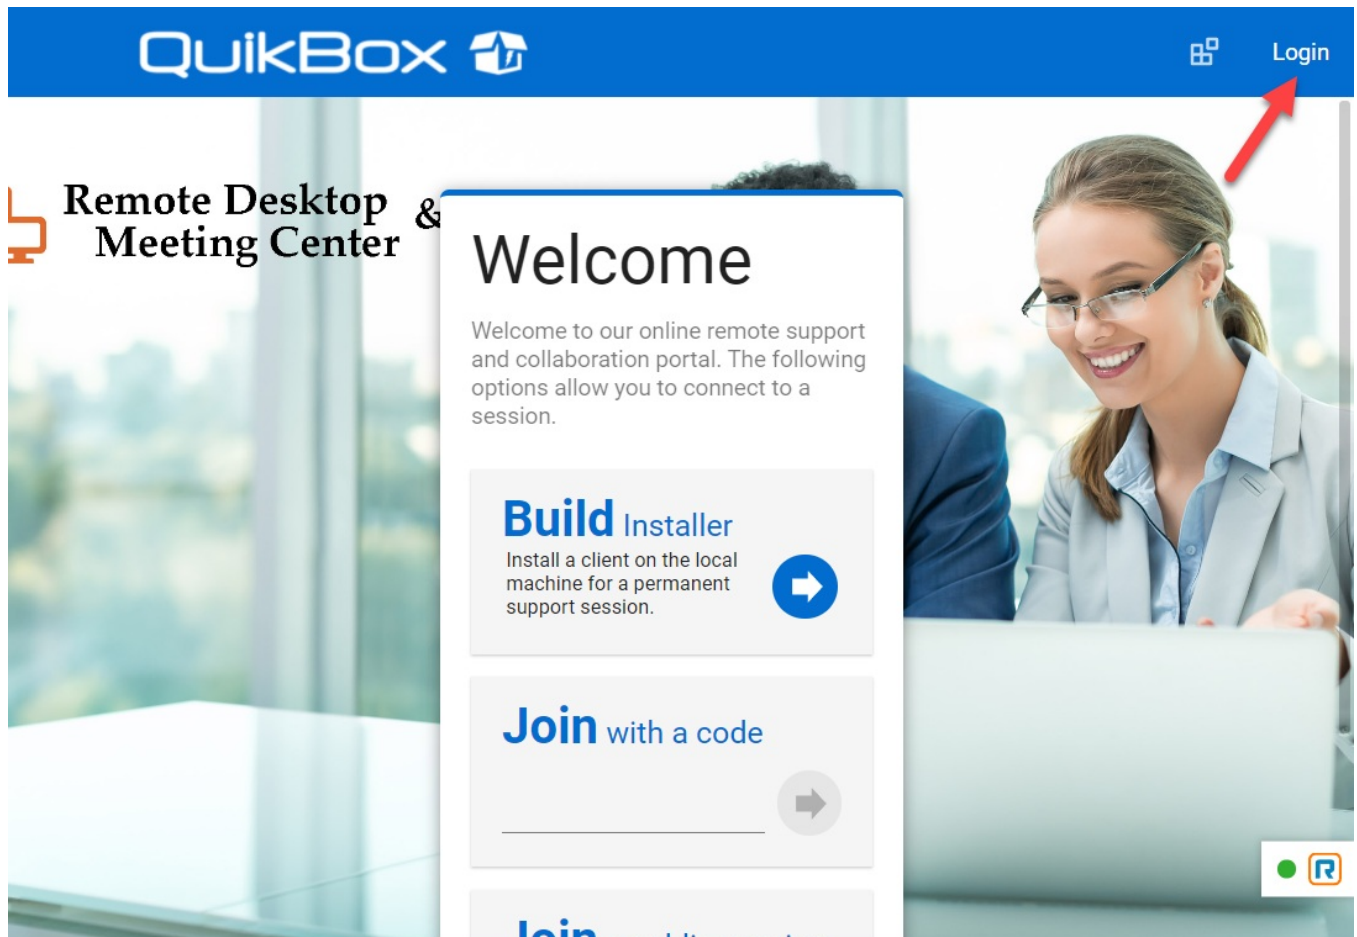 QuikBox
Login
Remote Desktop &
Meeting Center
Welcome
Welcome to our online remote support
and collaboration portal. The following
options allow you to connect to a
session.
Build Installer
Install a client on the local
machine for a permanent
support session.
Join with a code
R
Join